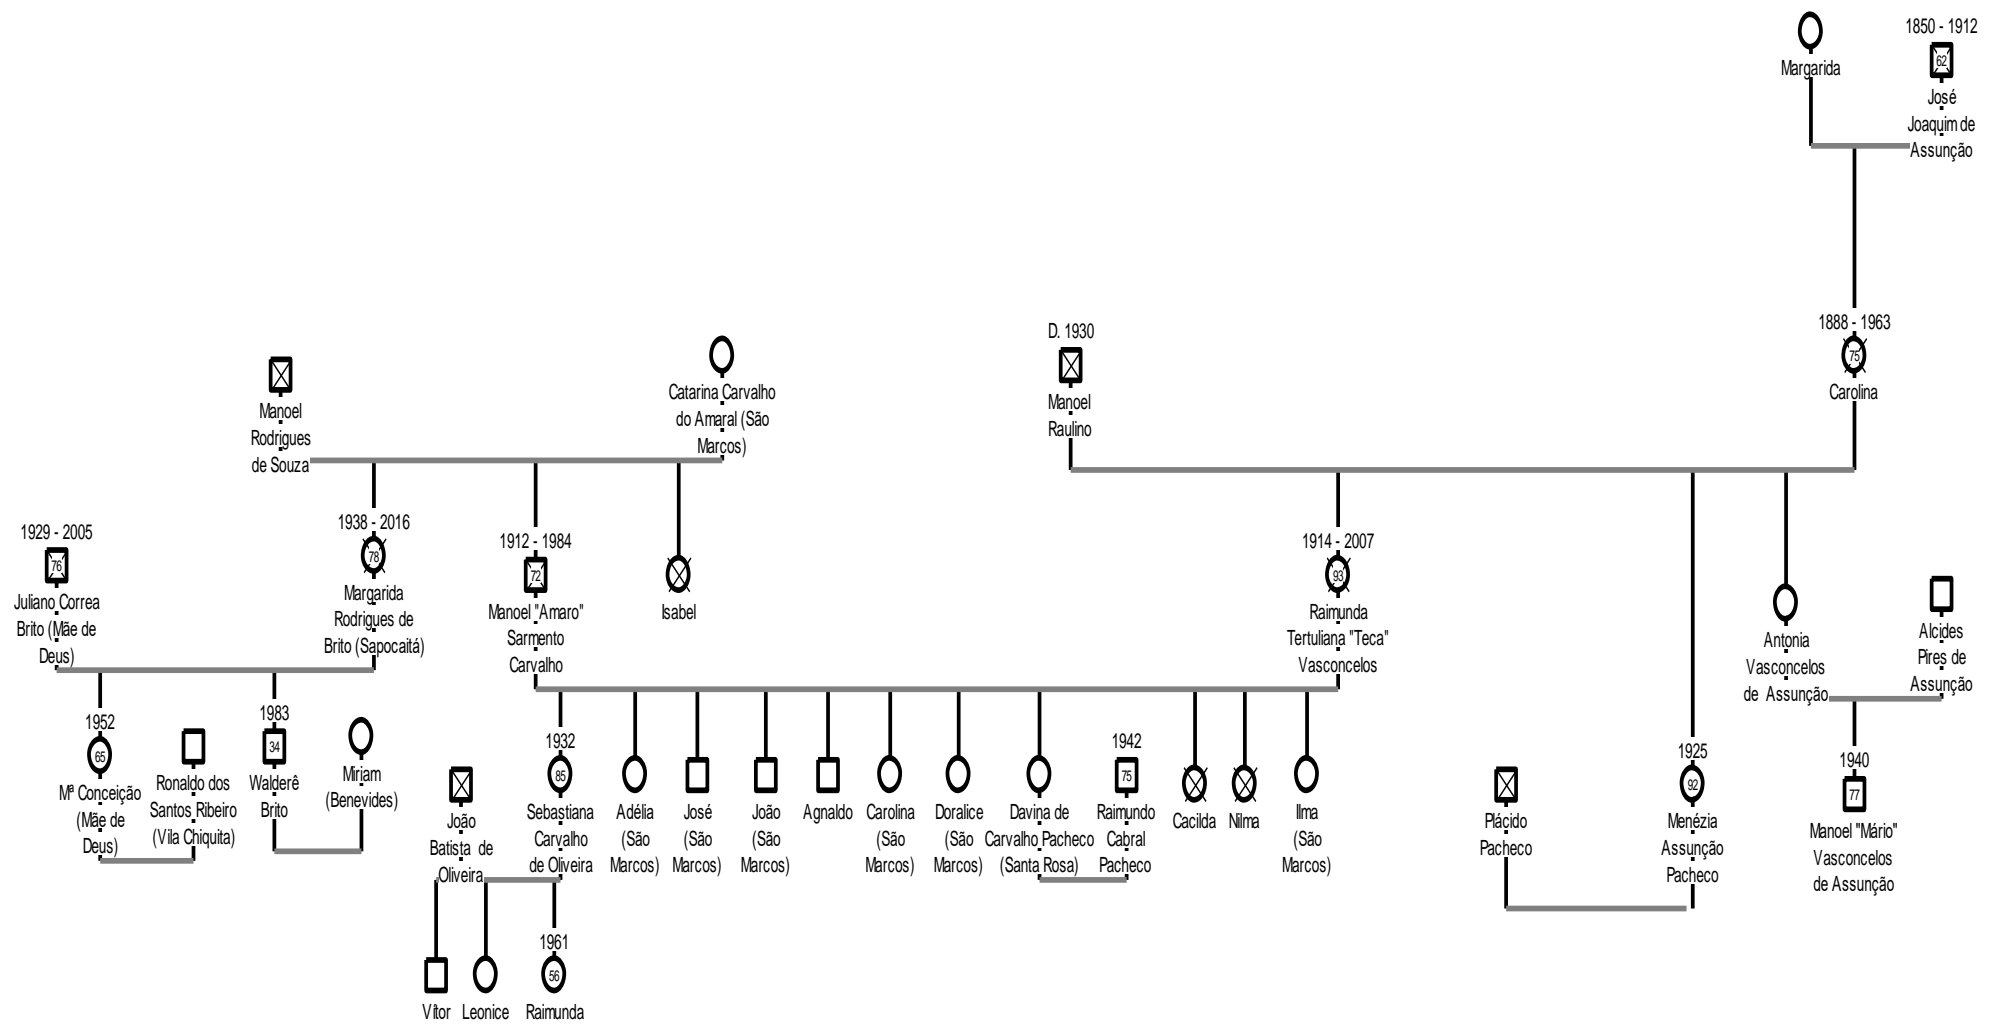 Margarida
1850 - 1912
62
José
Joaquim de
Assunção
1888 - 1963
75
Carolina
D. 1930
Manoel
Raulino
Manoel
Rodrigues
de Souza
Catarina Carvalho
do Amaral (São
Marcos)
1929 - 2005
76
Juliano Correa
Brito (Mãe de
Deus)
1938 - 2016
78
Margarida
Rodrigues de
Brito (Sapocaitá)
1912 - 1984
72
Manoel "Amaro"
Sarmento
Carvalho
Isabel
1914 - 2007
93
Raimunda
Tertuliana "Teca"
Vasconcelos
Antonia
Vasconcelos
de Assunção
Alcides
Pires de
Assunção
1952
65
Mª Conceição
(Mãe de
Deus)
Ronaldo dos
Santos Ribeiro
(Vila Chiquita)
1983
34
Walderê
Brito
Miriam
(Benevides)
João
Batista de
Oliveira
1932
85
Sebastiana
Carvalho
de Oliveira
Adélia
(São
Marcos)
José
(São
Marcos)
João
(São
Marcos)
Agnaldo
Carolina
(São
Marcos)
Doralice
(São
Marcos)
Davina de
Carvalho Pacheco
(Santa Rosa)
1942
75
Raimundo
Cabral
Pacheco
Cacilda
Nilma
Ilma
(São
Marcos)
Plácido
Pacheco
1925
92
Menézia
Assunção
Pacheco
1940
77
Manoel "Mário"
Vasconcelos
de Assunção
Vítor
Leonice
1961
56
Raimunda